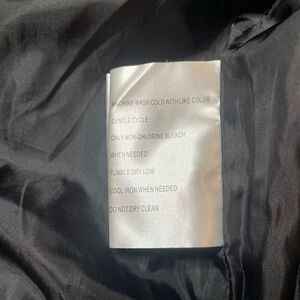 MACHINE WASH COLD WITH LIKE COLOR
GENTLE CYCLE
ONLY NON-CHLORINE BLEACH
WHEN NEEDED
TUMBLE DRY LOW
COOL IRON WHEN NEEDED
DO NOT DRY CLEAN